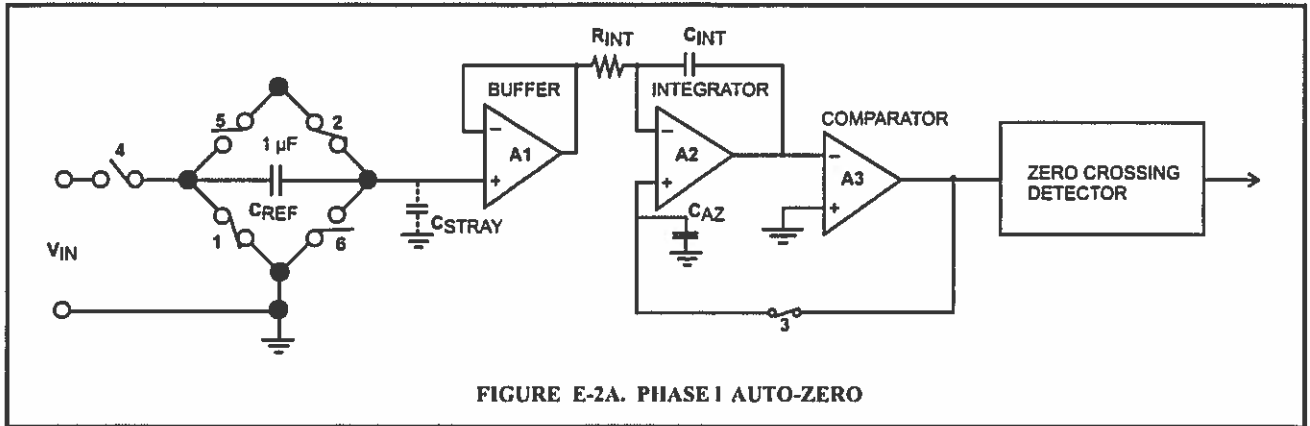 RINT
CINT
BUFFER
INTEGRATOR
COMPARATOR
5
2
1 µF
4
A1
A2
A3
ZERO CROSSING
DETECTOR
CREF
CSTRAY
CAZ
VIN
1
6
3
FIGURE E-2A. PHASE 1 AUTO-ZERO